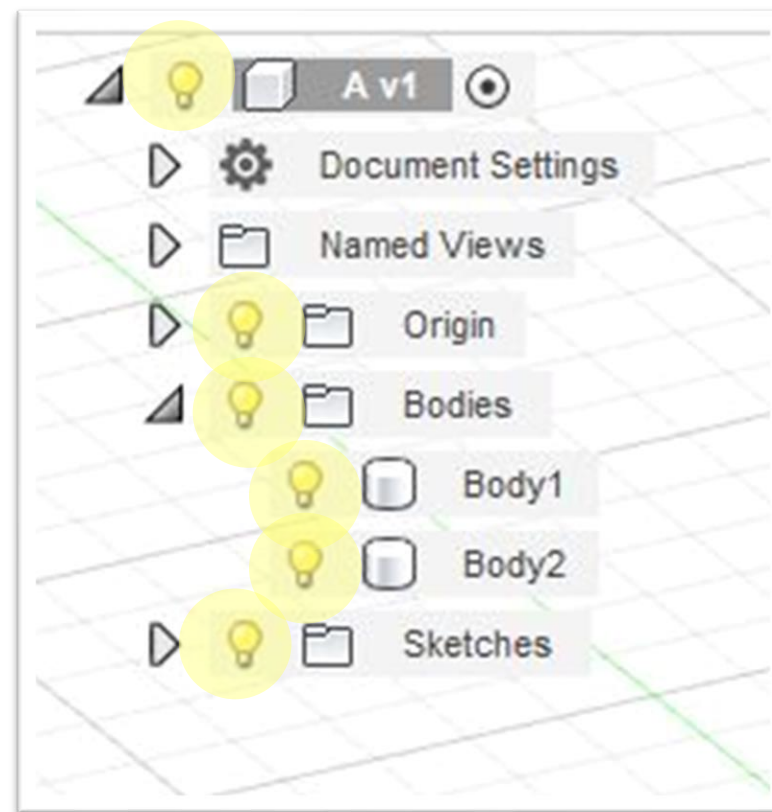 A v1
Document Settings
Named Views
Origin
Bodies
Body1
Body2
Sketches